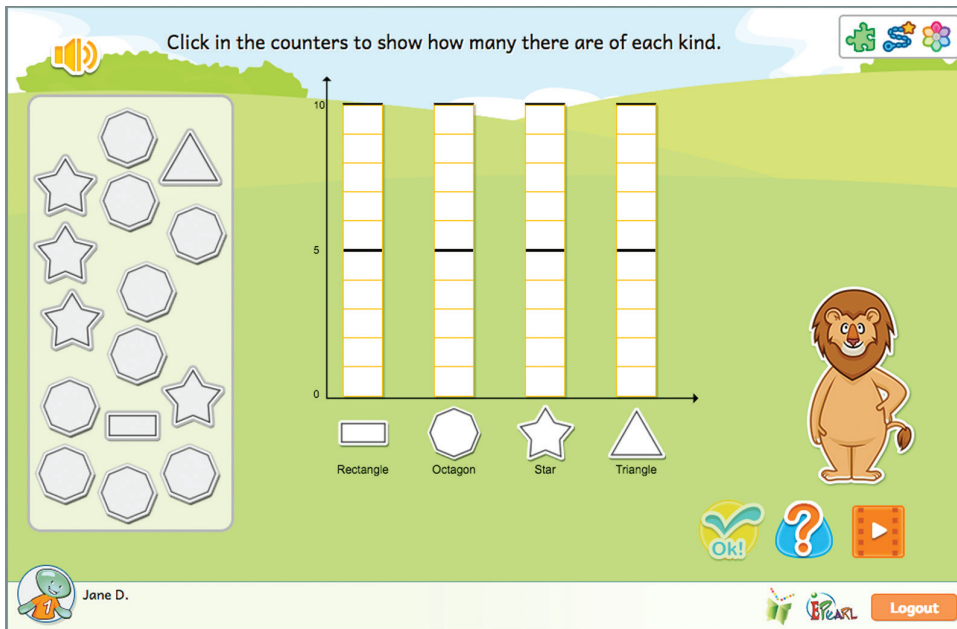 Click in the counters to show how many there are of each kind.
10
5
0
Rectangle Octagon Star Triangle
Ok!
?
1
Jane D.
EPEARL
Logout